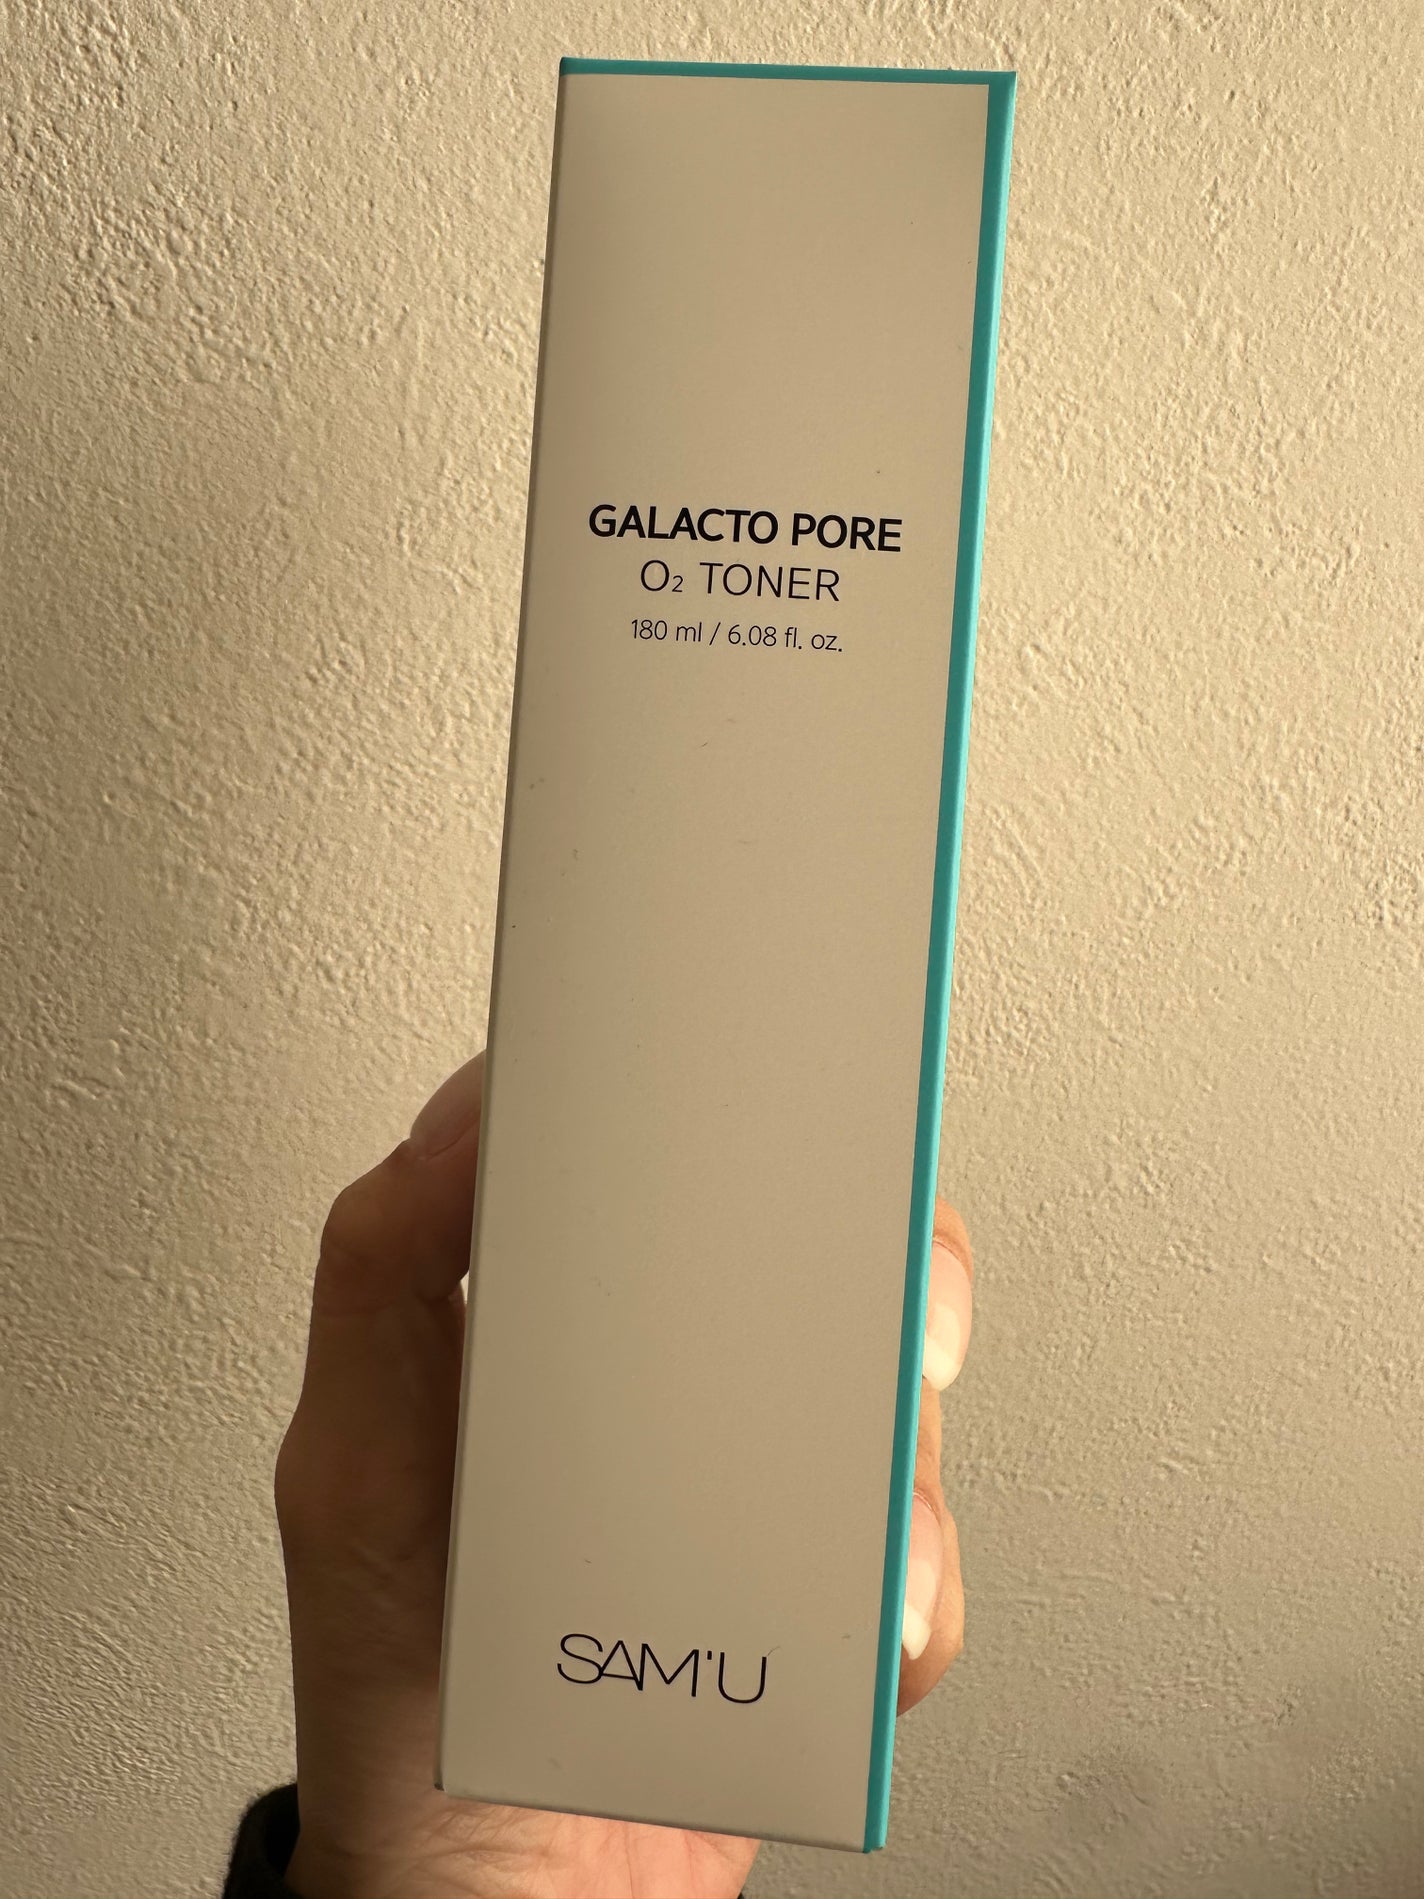 GALACTO PORE
O₂ TONER
180 ml / 6.08 fl. oz.
SAM'U